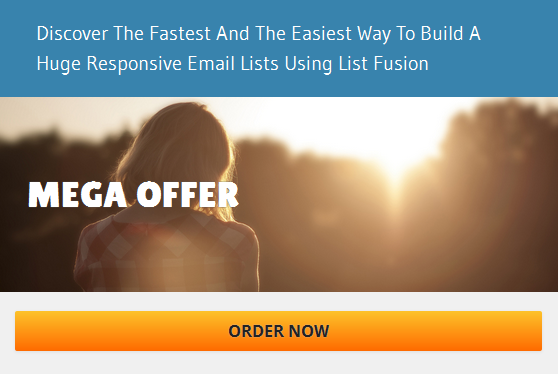 Discover The Fastest And The Easiest Way To Build A
Huge Responsive Email Lists Using List Fusion
MEGA OFFER
ORDER NOW